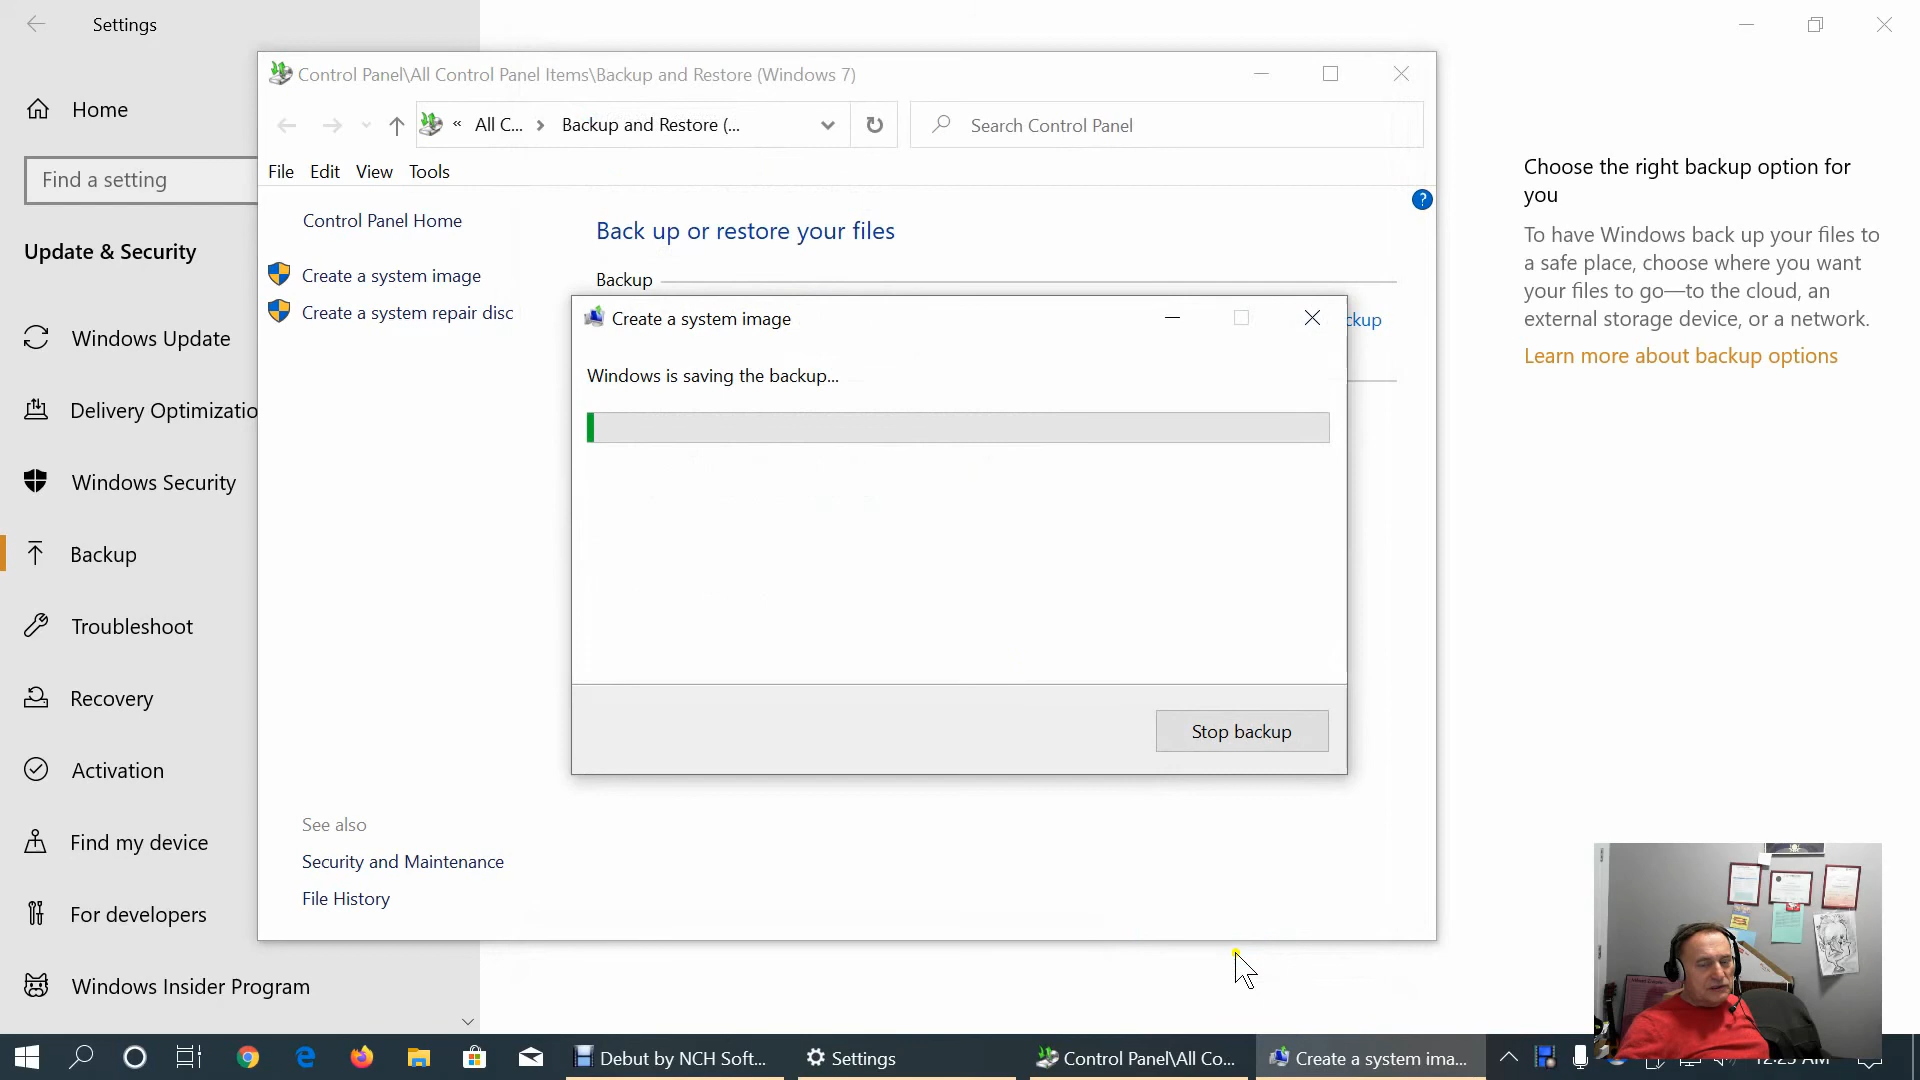 Settings
Home
Find a setting
Update & Security
Windows Update
Delivery Optimizatio
Windows Security
Backup
Troubleshoot
Recovery
Activation
Find my device
For developers
Windows Insider Program
Control Panel\All Control Panel Items\Backup and Restore (Windows 7)
« All C... Backup and Restore (...
Search Control Panel
File Edit View Tools
Control Panel Home
Create a system image
Create a system repair disc
Back up or restore your files
Backup
ckup
Create a system image
Windows is saving the backup...
Stop backup
See also
Security and Maintenance
File History
Choose the right backup option for
you
To have Windows back up your files to
a safe place, choose where you want
your files to go—to the cloud, an
external storage device, or a network.
Learn more about backup options
Debut by NCH Soft...
Settings
Control Panel\All Co...
Create a system ima...